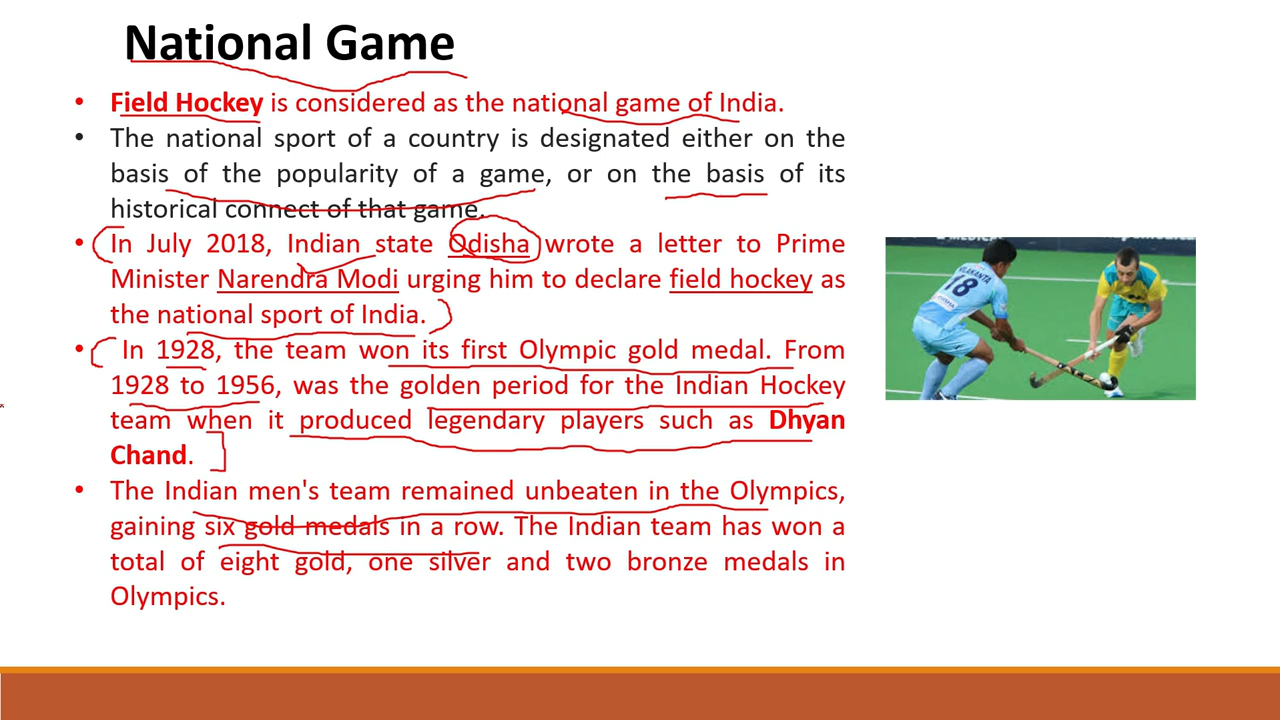 National Game
• Field Hockey is considered as the national game of India.
• The national sport of a country is designated either on the
basis of the popularity of a game, or on the basis of its
historical connect of that game.
• In July 2018, Indian state Odisha wrote a letter to Prime
Minister Narendra Modi urging him to declare field hockey as
the national sport of India.
• In 1928, the team won its first Olympic gold medal. From
1928 to 1956, was the golden period for the Indian Hockey
team when it produced legendary players such as Dhyan
Chand.
• The Indian men's team remained unbeaten in the Olympics,
gaining six gold medals in a row. The Indian team has won a
total of eight gold, one silver and two bronze medals in
Olympics.
18